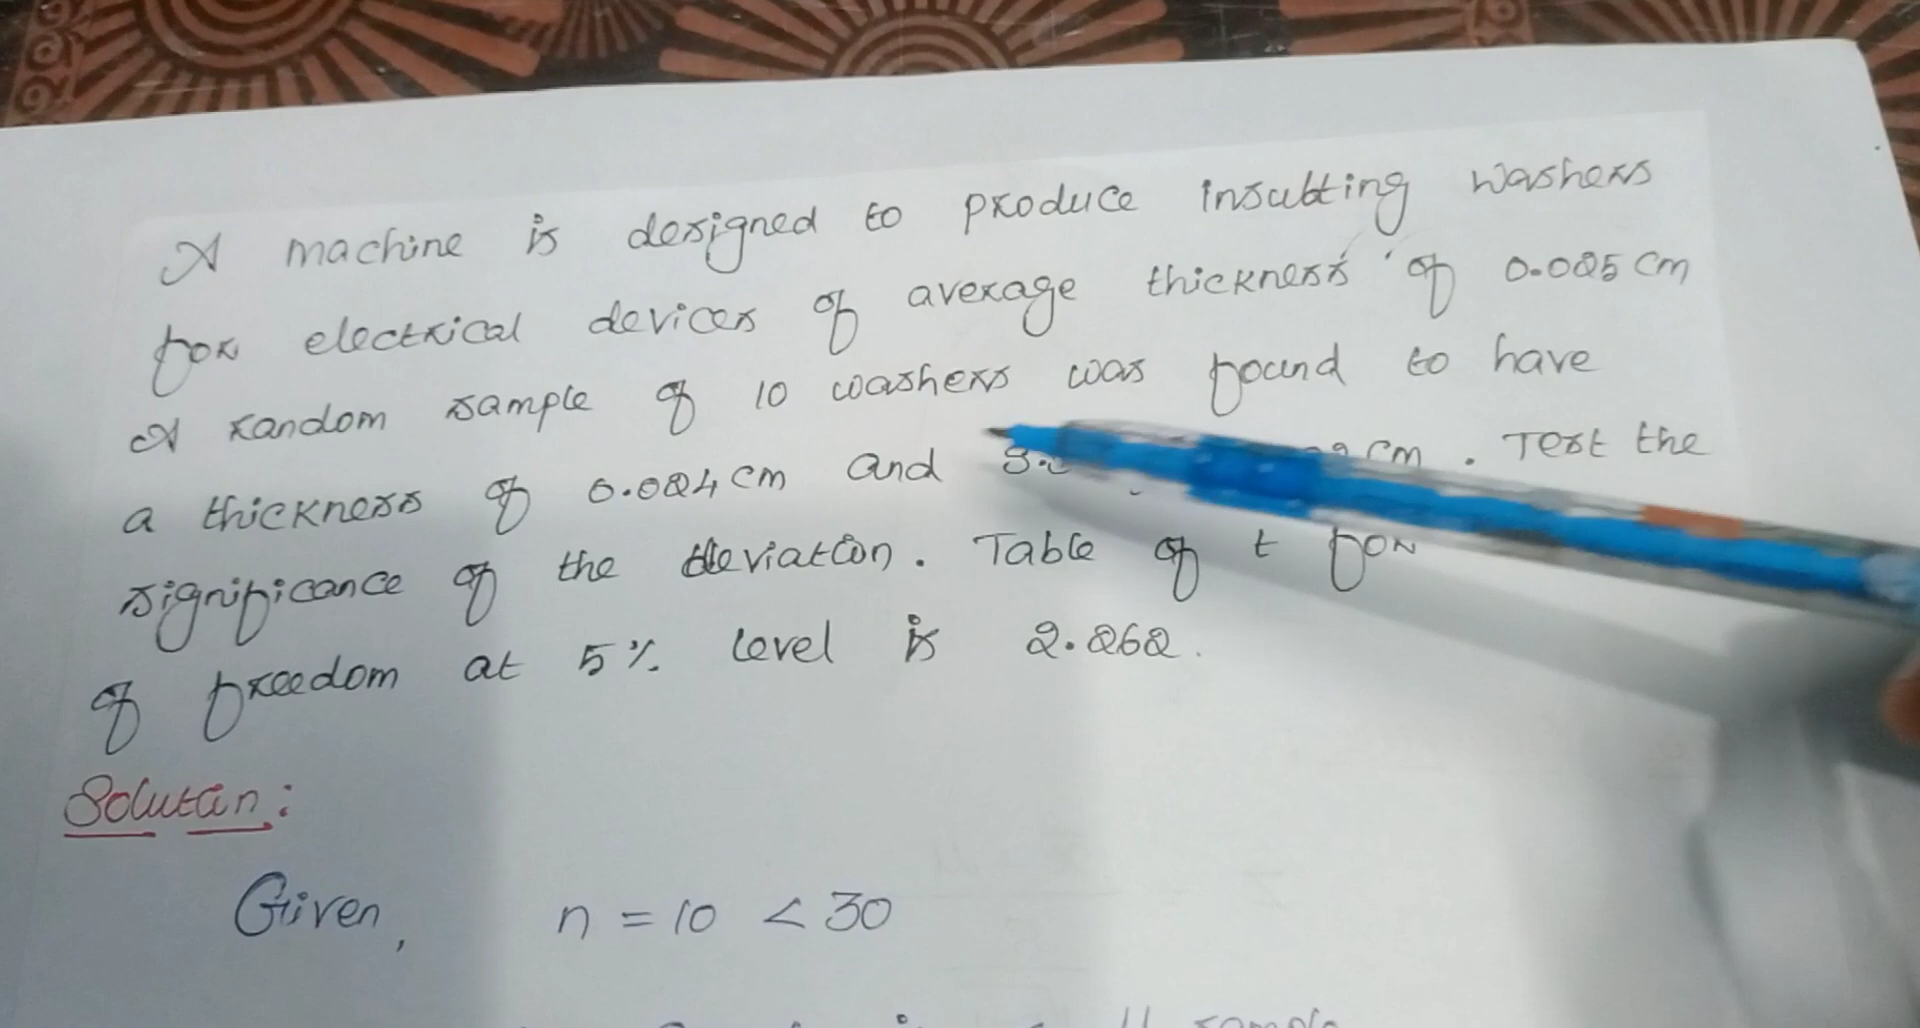 A machine is designed to produce insulting washers
for electrical devices of average thickness of 0.025 cm
A random sample of 10 washers was found to have
a thickness of 0.024 cm and cm . Test the
significance of the deviation. Table of t for
of freedom at 5% level is 2.262.
Solution:
Given, n = 10 < 30
sample